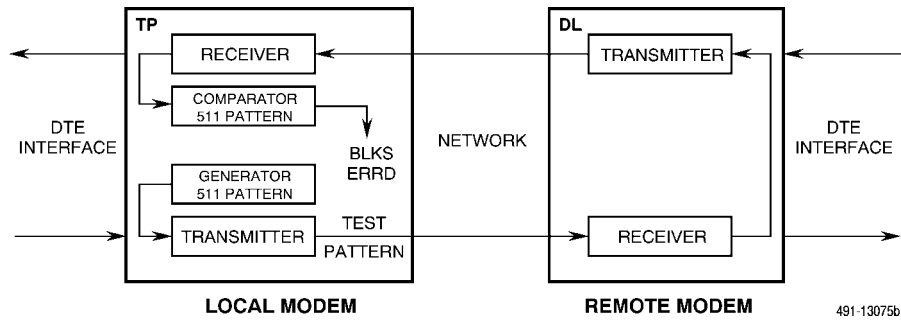 TP
RECEIVER
COMPARATOR
511 PATTERN
BLKS
ERRD
GENERATOR
511 PATTERN
TRANSMITTER
TEST
PATTERN
DTE
INTERFACE
NETWORK
DL
TRANSMITTER
RECEIVER
DTE
INTERFACE
LOCAL MODEM
REMOTE MODEM
491-13075b